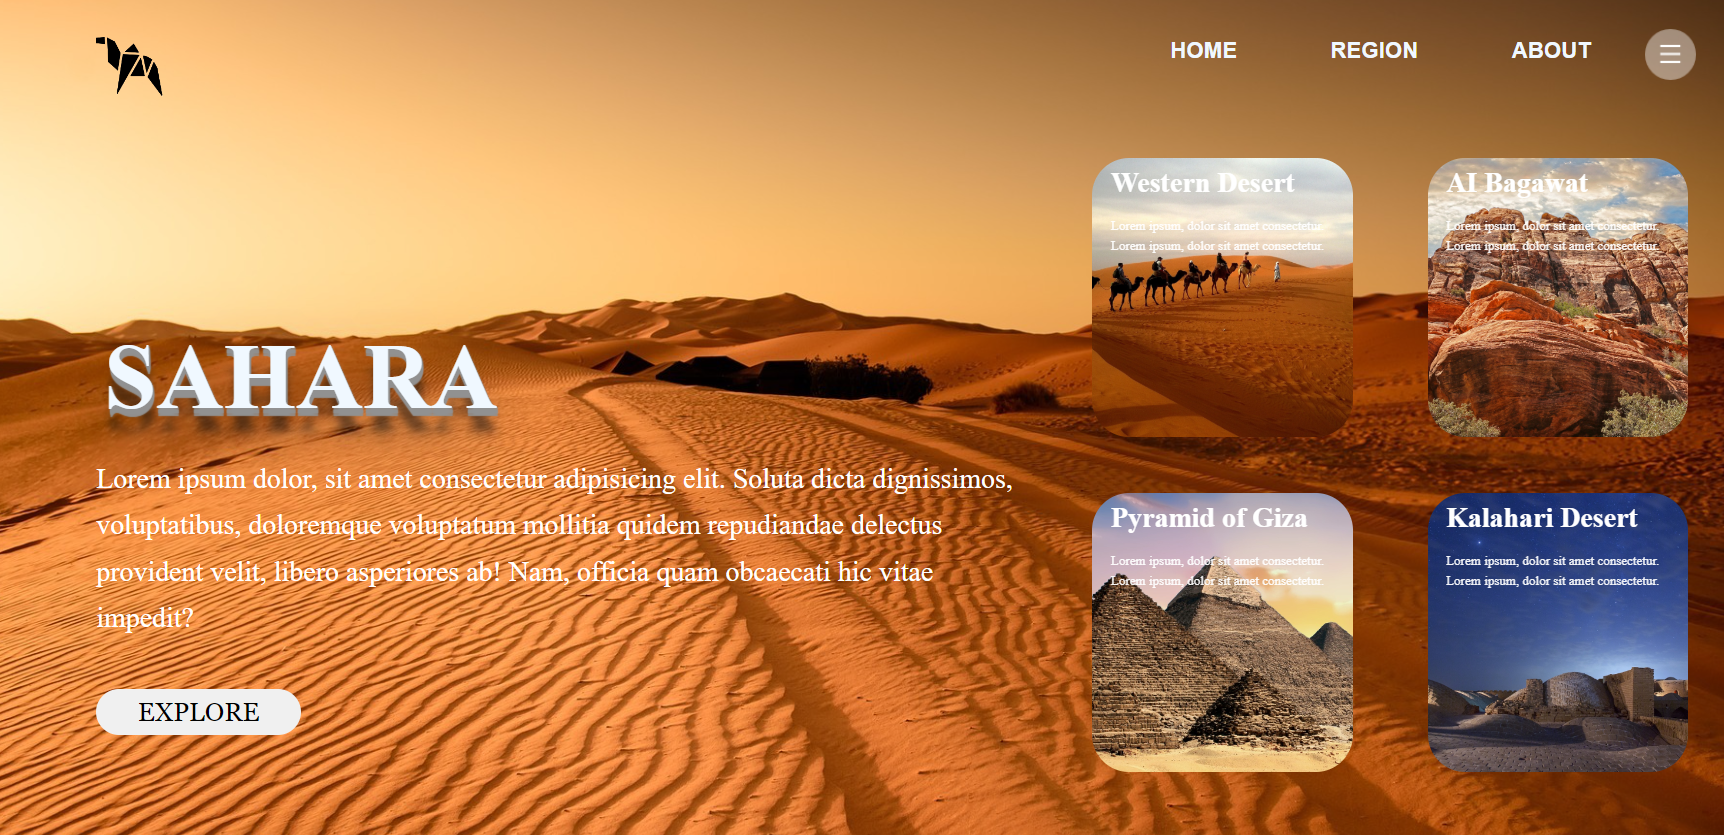 HOME
REGION
ABOUT
SAHARA
Lorem ipsum dolor, sit amet consectetur adipisicing elit. Soluta dicta dignissimos,
voluptatibus, doloremque voluptatum mollitia quidem repudiandae delectus
provident velit, libero asperiores ab! Nam, officia quam obcaecati hic vitae
impedit?
EXPLORE
Western Desert
Lorem ipsum, dolor sit amet consectetur.
Lorem ipsum, dolor sit amet consectetur.
AI Bagawat
Lorem ipsum, dolor sit amet consectetur.
Lorem ipsum, dolor sit amet consectetur.
Pyramid of Giza
Lorem ipsum, dolor sit amet consectetur.
Lorem ipsum, dolor sit amet consectetur.
Kalahari Desert
Lorem ipsum, dolor sit amet consectetur.
Lorem ipsum, dolor sit amet consectetur.